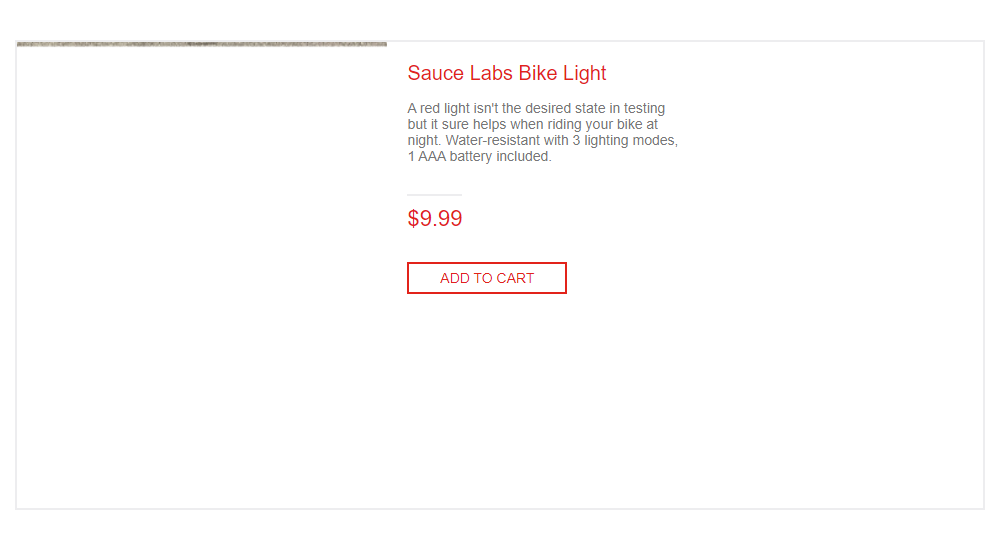 Sauce Labs Bike Light
A red light isn't the desired state in testing
but it sure helps when riding your bike at
night. Water-resistant with 3 lighting modes,
1 AAA battery included.
$9.99
ADD TO CART